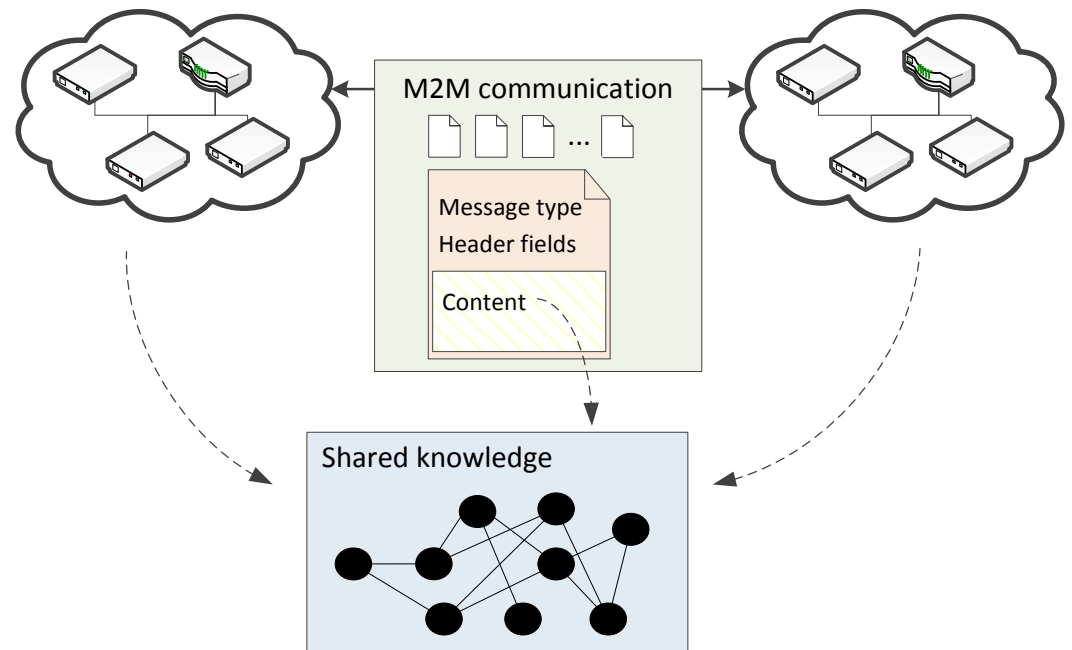 M2M communication
...
Message type
Header fields
Content
Shared knowledge